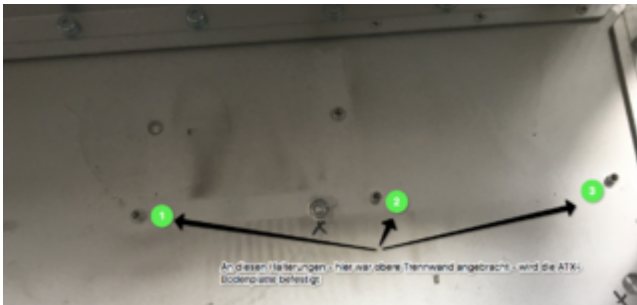 1
2
3
An diesen Halterungen - hier war obere Trennwand angebracht - wird die ATX-
Bodenplatte befestigt